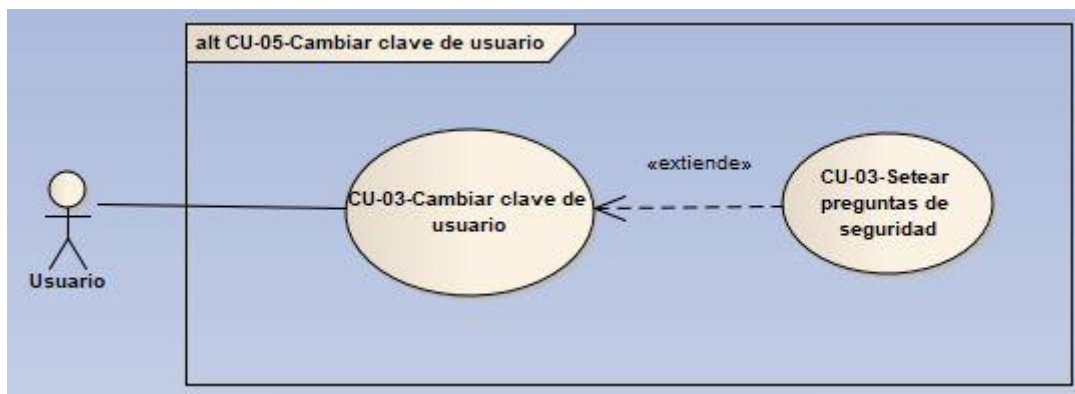 alt CU-05-Cambiar clave de usuario
«extiende»
CU-03-Cambiar clave de
usuario
CU-03-Setear
preguntas de
seguridad
Usuario